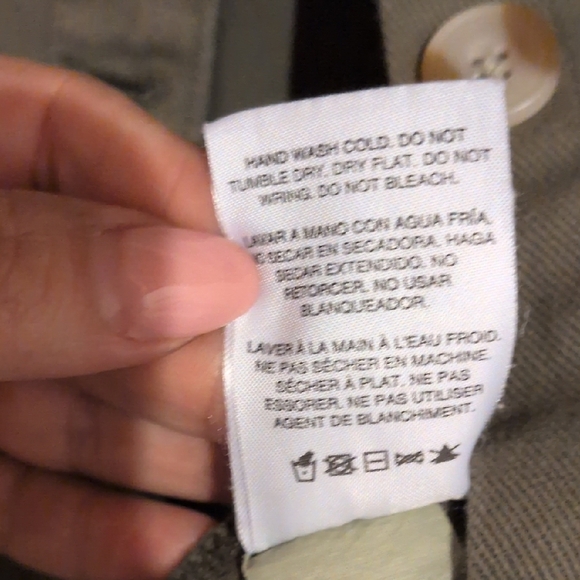 HAND WASH COLD. DO NOT
TUMBLE DRY. DRY FLAT. DO NOT
WRING. DO NOT BLEACH.
LAVAR A MANO CON AGUA FRÍA.
SECAR EN SECADORA. HAGA
SECAR EXTENDIDO. NO
RETORCER. NO USAR
BLANQUEADOR.
LAVER À LA MAIN À L'EAU FROID.
NE PAS SÉCHER EN MACHINE.
SÉCHER À PLAT. NE PAS
ESSORER. NE PAS UTILISER
AGENT DE BLANCHIMENT.